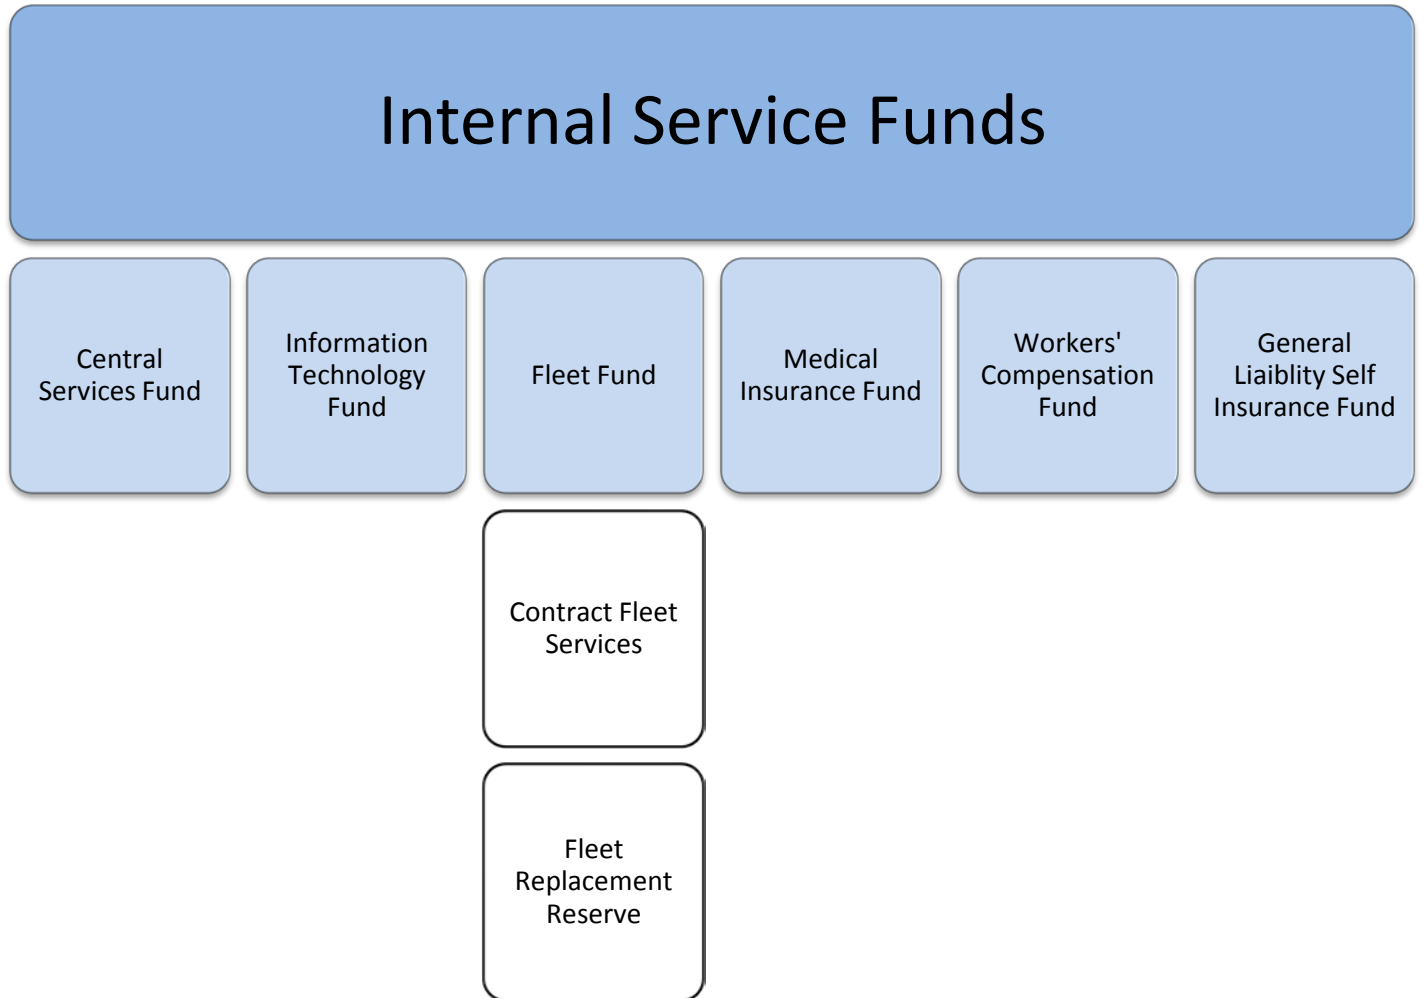 Internal Service Funds
Central
Services Fund
Information
Technology
Fund
Fleet Fund
Medical
Insurance Fund
Workers'
Compensation
Fund
General
Liaiblity Self
Insurance Fund
Contract Fleet
Services
Fleet
Replacement
Reserve